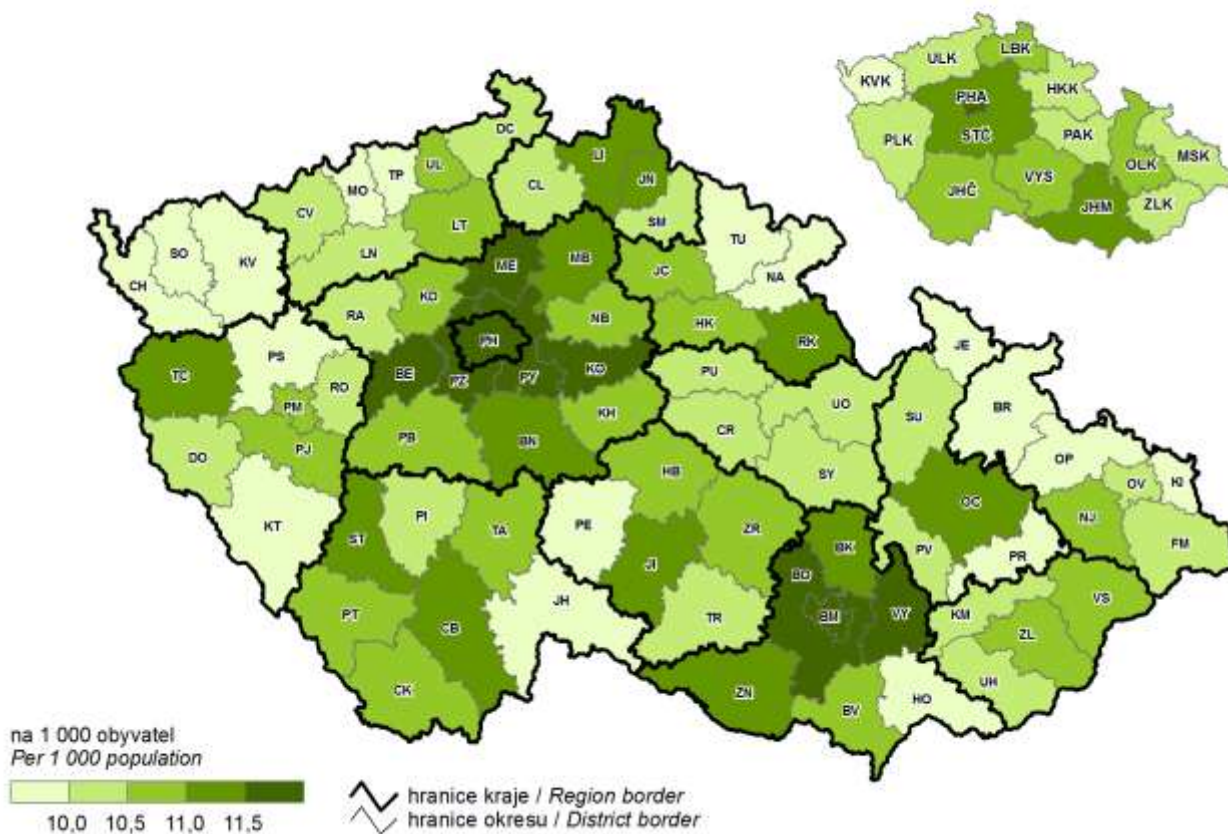 LBK
ULK
KVK
HKK
PHA
STČ
PLK
PAK
MSK
OLK
VYS
JHČ
JHM
ZLK
DC
LI
UL
TP
JN
MO
CL
CV
SM
LT
SO
TU
KV
LN
ME
MB
JC
CH
NA
KO
RA
NB
HK
PH
RK
JE
PS
TČ
BE
KO
PZ
PY
PU
RO
BR
PM
KH
UO
SU
PB
BN
CR
DO
PJ
OP
HB
SY
OV
KI
OC
KT
PI
TA
PE
ZR
NJ
ST
BK
PV
PR
FM
JI
BO
VS
JH
PT
CB
TR
BM
VY
KM
ZL
CK
ZN
UH
HO
BV
na 1 000 obyvatel
Per 1 000 population
10,0 10,5 11,0 11,5
hranice kraje / Region border
hranice okresu / District border